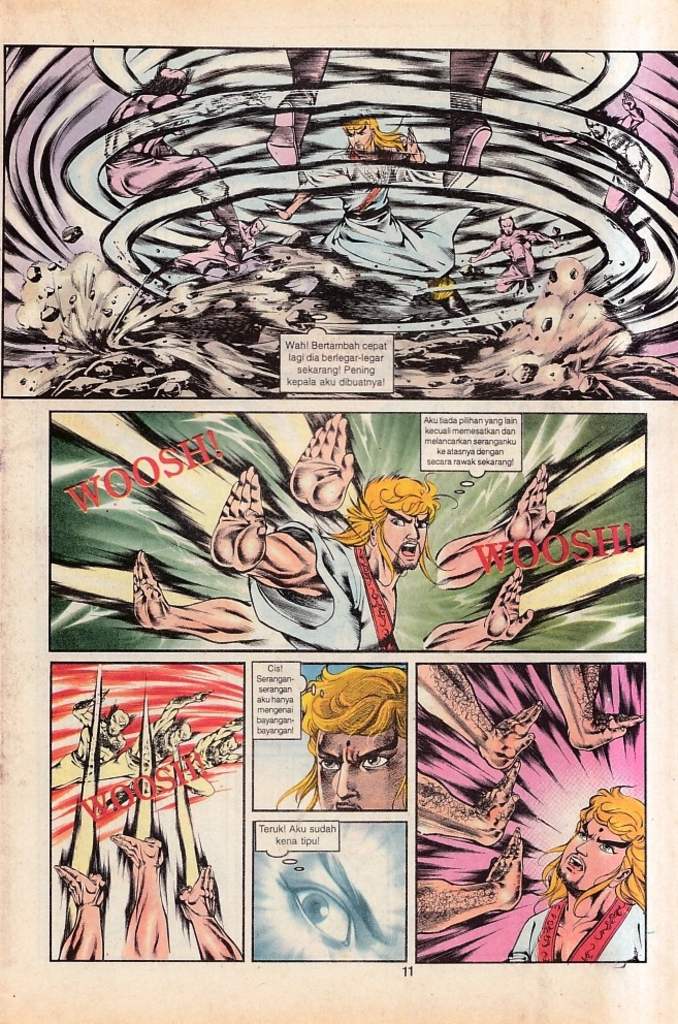 Wah! Bertambah cepat
lagi dia berlegar-legar
sekarang! Pening
kepala aku dibuatnya!
WOOSH!
Aku tiada pilihan yang lain
kecuali memesatkan dan
melancarkan seranganku
ke atasnya dengan
secara rawak sekarang!
WOOSH!
WOOSH!
Cis!
Serangan-
serangan
aku hanya
mengenai
bayangan-
bayangan!
Teruk! Aku sudah
kena tipu!
11